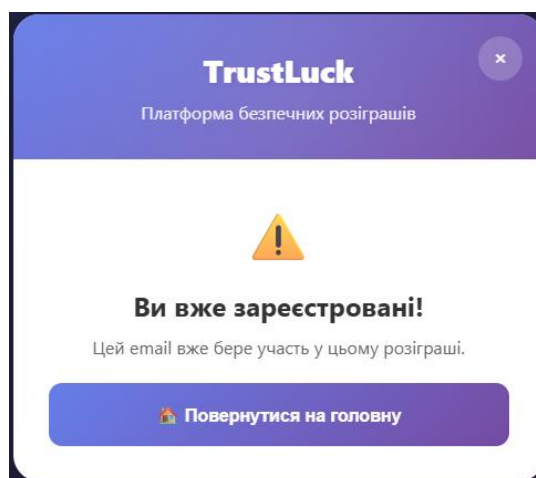 TrustLuck
×
Платформа безпечних розіграшів
Ви вже зареєстровані!
Цей email вже бере участь у цьому розіграші.
Повернутися на головну